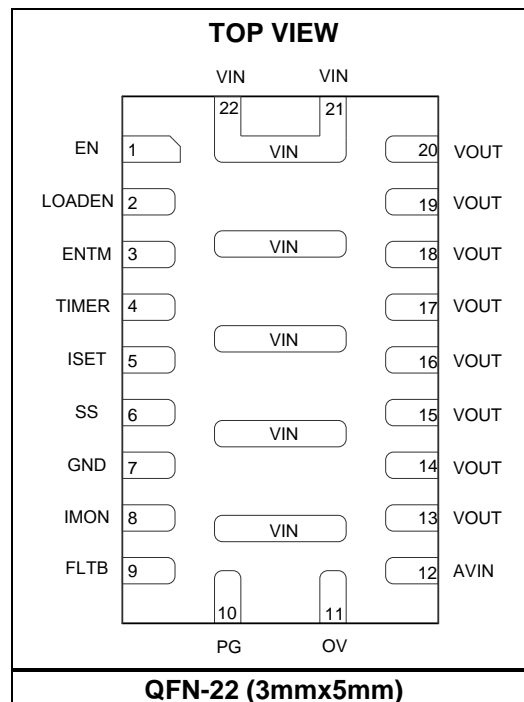 TOP VIEW
VIN VIN
22 21
EN 1 VIN 20 VOUT
LOADEN 2 19 VOUT
ENTM 3 VIN 18 VOUT
TIMER 4 17 VOUT
ISET 5 VIN 16 VOUT
SS 6 15 VOUT
GND 7 VIN 14 VOUT
IMON 8 VIN 13 VOUT
FLTB 9 12 AVIN
10 11
PG OV
QFN-22 (3mmx5mm)